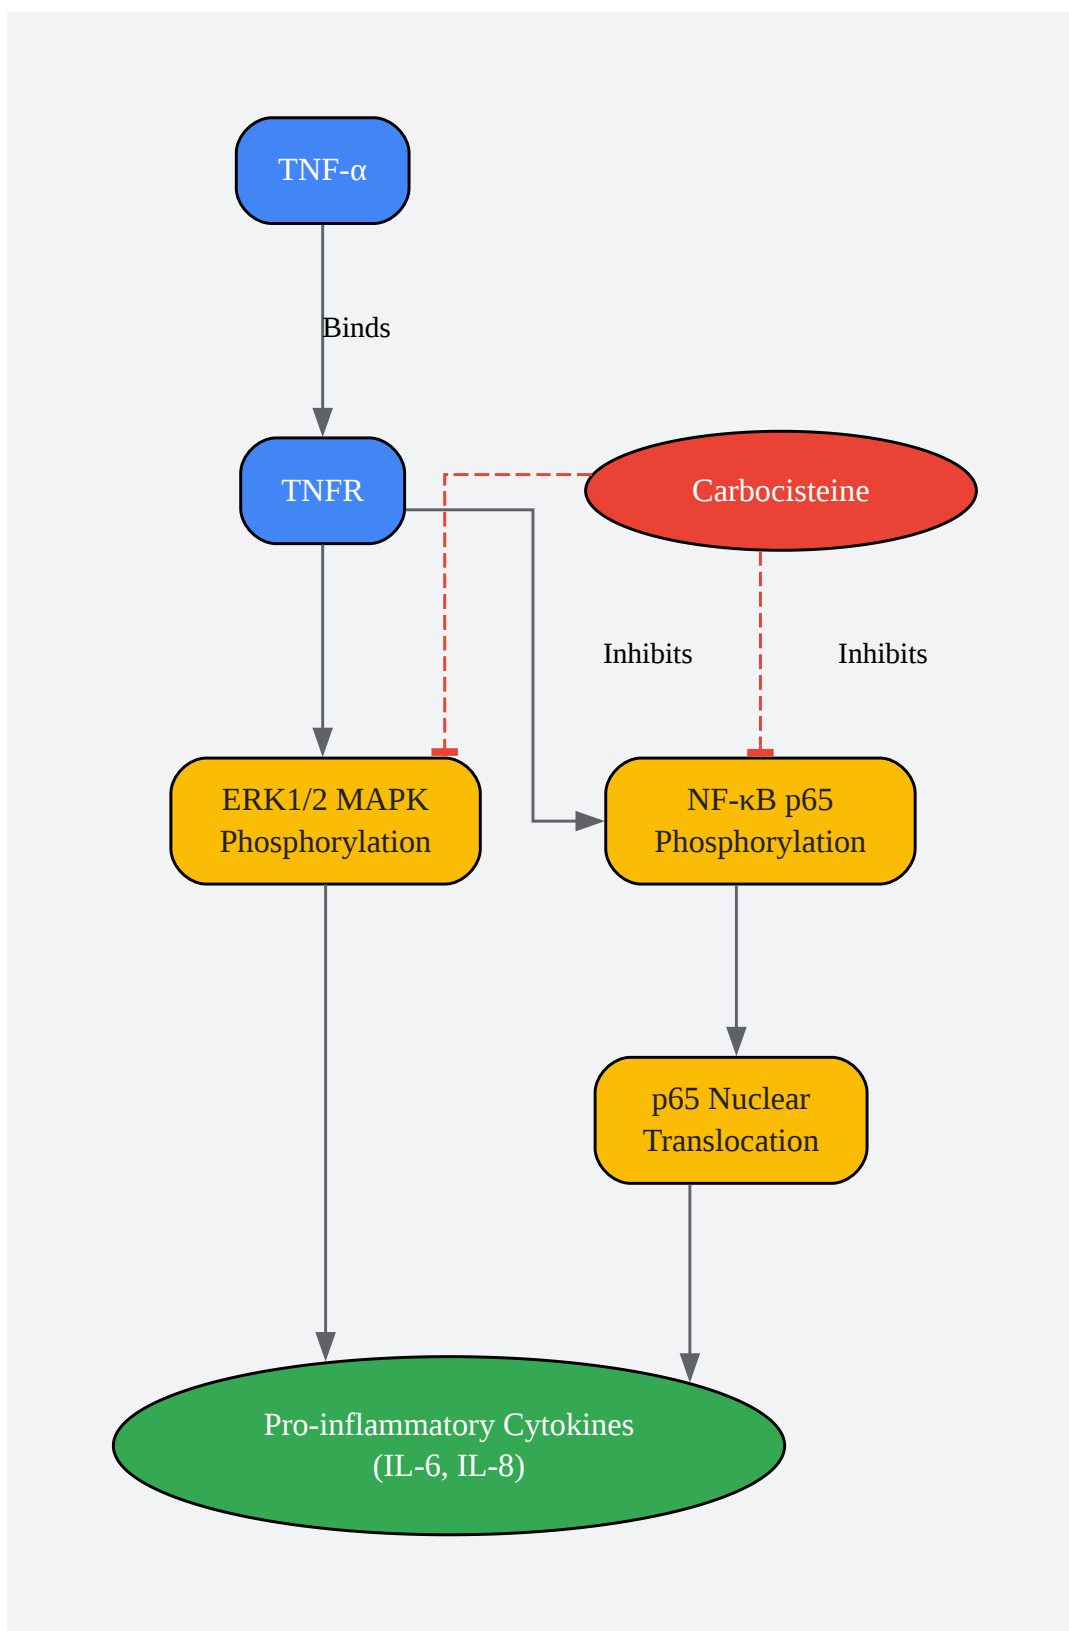 TNF-α
Binds
TNFR
Carbocisteine
Inhibits
Inhibits
ERK1/2 MAPK
Phosphorylation
NF-κB p65
Phosphorylation
p65 Nuclear
Translocation
Pro-inflammatory Cytokines
(IL-6, IL-8)